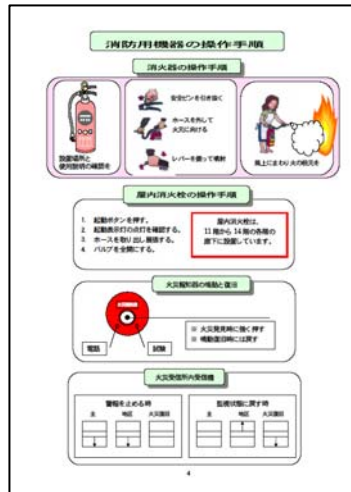 消防用機器の操作手順
消火器の操作手順
設置場所と
使用説明の確認を
安全ピンを引き抜く
ホースを外して
火元に向ける
レバーを握って噴射
風上にまわり火の根元を
屋内消火栓の操作手順
1. 起動ボタンを押す。
2. 起動表示灯の点灯を確認する。
3. ホースを取り出し展張する。
4. バルブを全開にする。
屋内消火栓は、
11階から14階の各階の
廊下に設置しています。
火災報知器の鳴動と復旧
電話
試験
※ 火災発見時に強く押す
※ 鳴動復旧時には戻す
火災受信所内受信機
警報を止める時
主 地区 火災復旧
監視状態に戻す時
主 地区 火災復旧
4